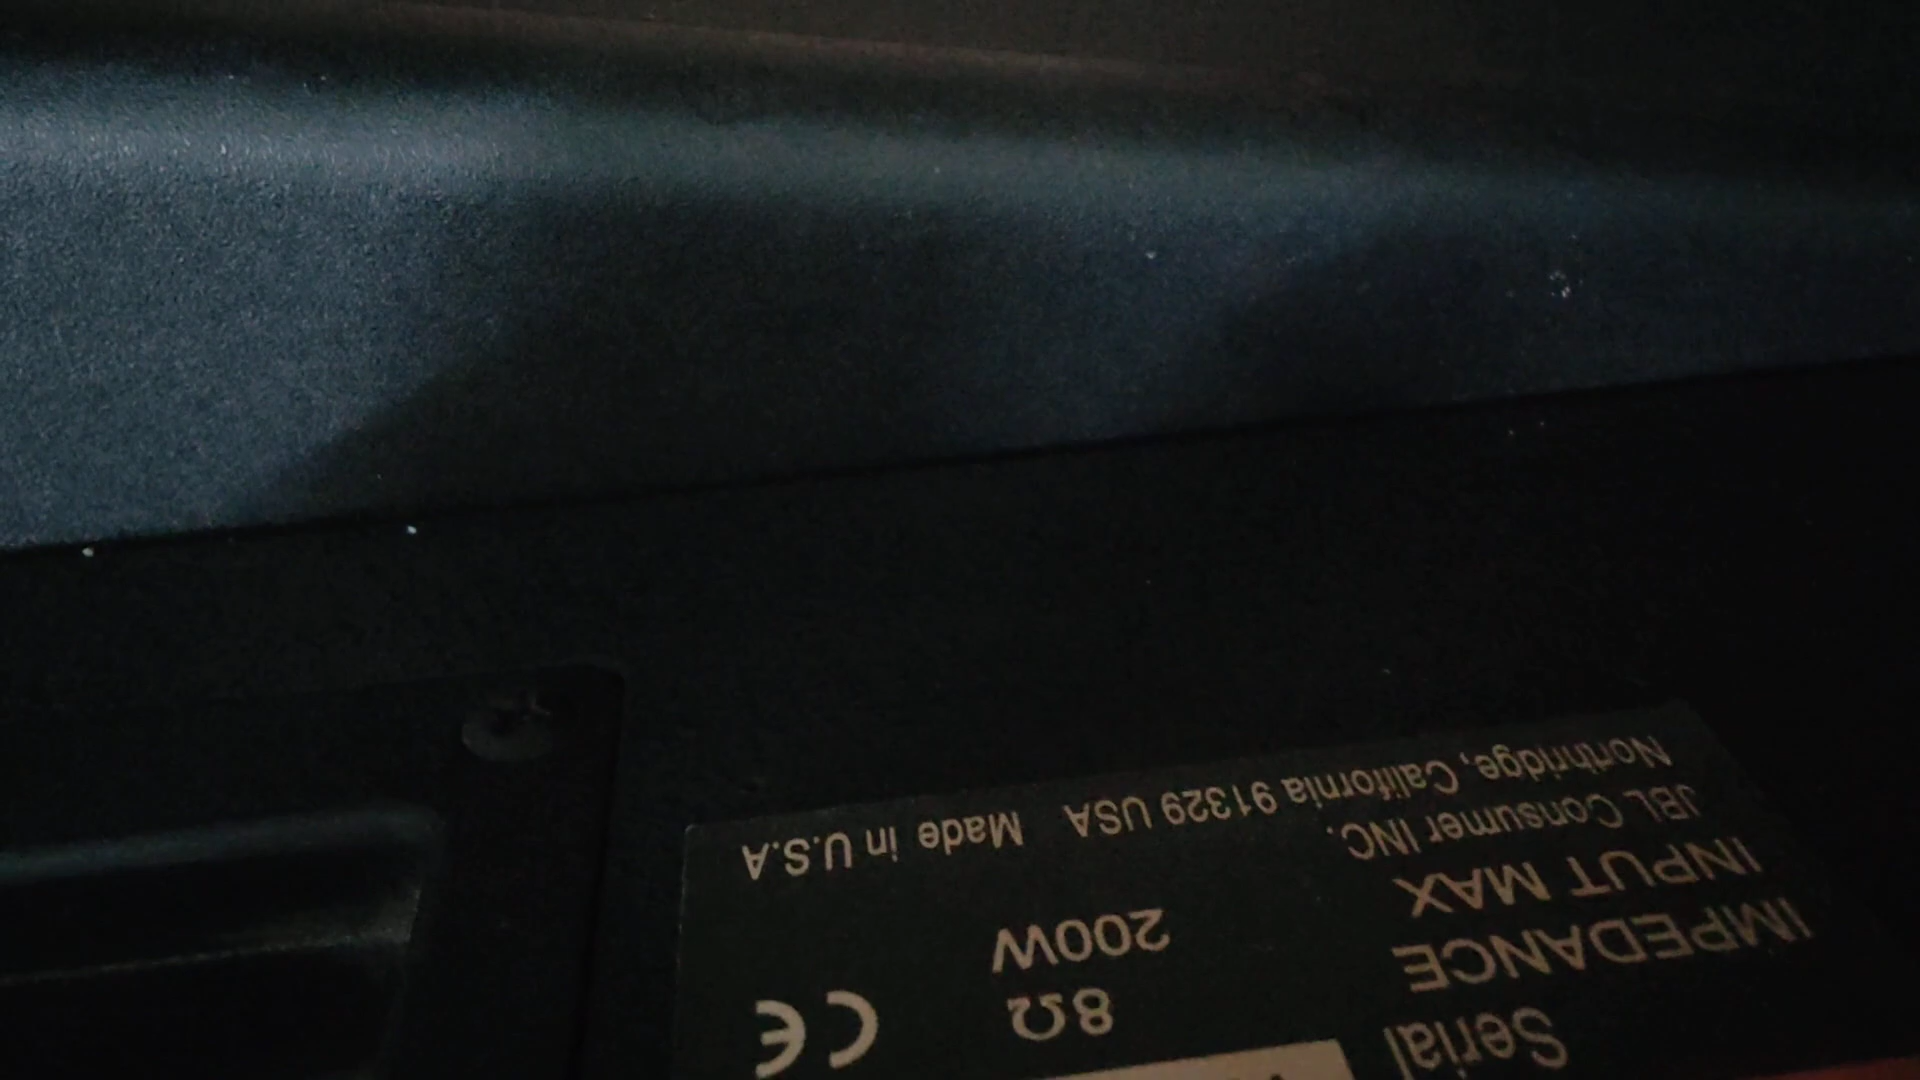 Serial
IMPEDANCE 8Ω
INPUT MAX 200W
JBL Consumer INC.
Northridge, California 91329 USA Made in U.S.A
CE